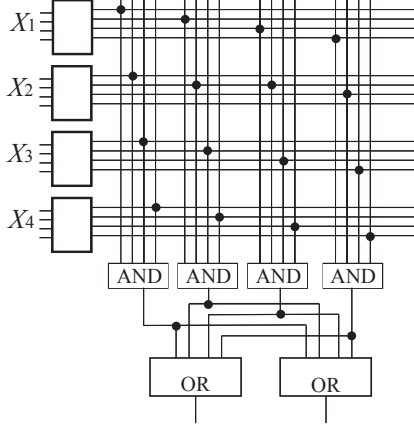 X1
X2
X3
X4
AND AND AND AND
OR OR